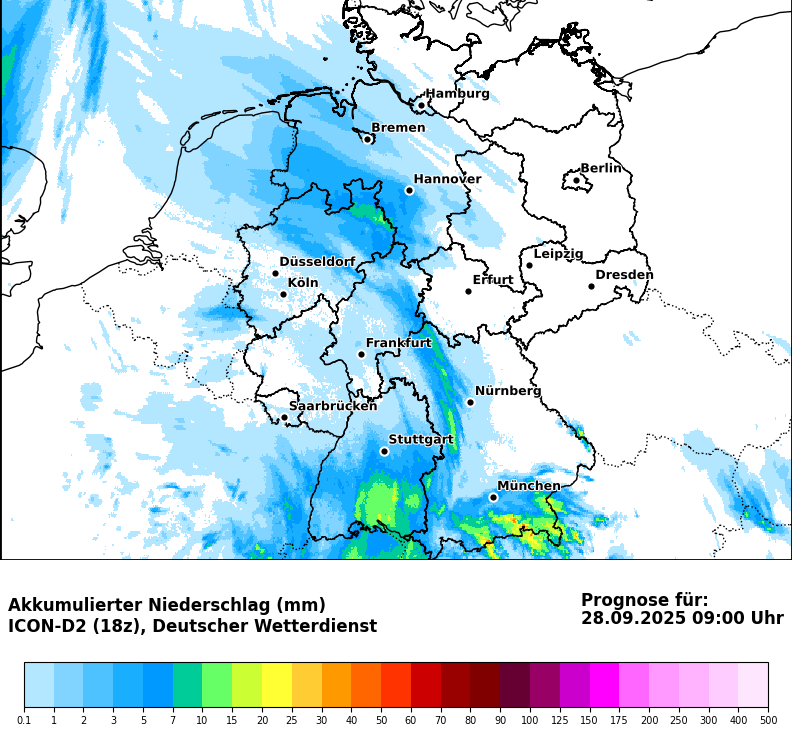 Hamburg
Bremen
Berlin
Hannover
Leipzig
Düsseldorf
Dresden
Köln
Erfurt
Frankfurt
Nürnberg
Saarbrücken
Stuttgart
München
Akkumulierter Niederschlag (mm)
ICON-D2 (18z), Deutscher Wetterdienst
Prognose für:
28.09.2025 09:00 Uhr
0.1 1 2 3 5 7 10 15 20 25 30 40 50 60 70 80 90 100 125 150 175 200 250 300 400 500